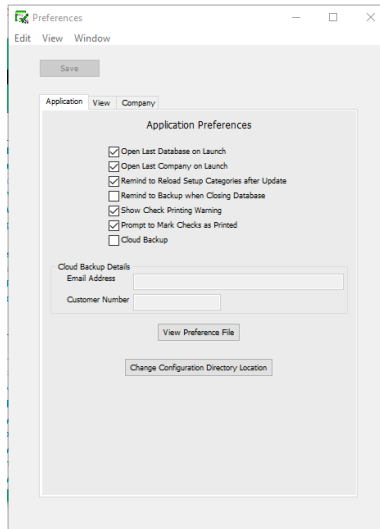 Preferences
Edit View Window
Save
Application View Company
Application Preferences
Open Last Database on Launch
Open Last Company on Launch
Remind to Reload Setup Categories after Update
Remind to Backup when Closing Database
Show Check Printing Warning
Prompt to Mark Checks as Printed
Cloud Backup
Cloud Backup Details
Email Address
Customer Number
View Preference File
Change Configuration Directory Location